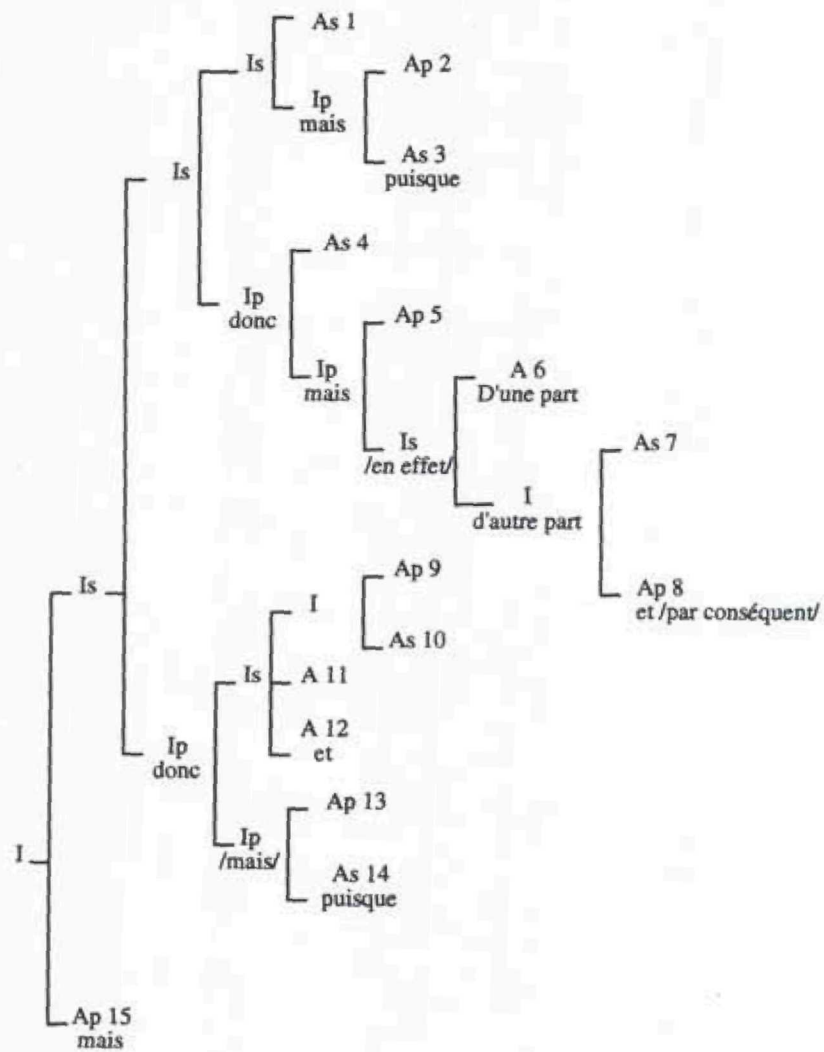 As 1
Is
Ap 2
Ip
mais
As 3
puisque
Is
As 4
Ip
donc
Ap 5
Ip
mais
A 6
D'une part
Is
/en effet/
As 7
I
d'autre part
Ap 9
Is
Ap 8
et /par conséquent/
I
As 10
Is
A 11
A 12
et
Ip
donc
Ap 13
Ip
/mais/
I
As 14
puisque
Ap 15
mais